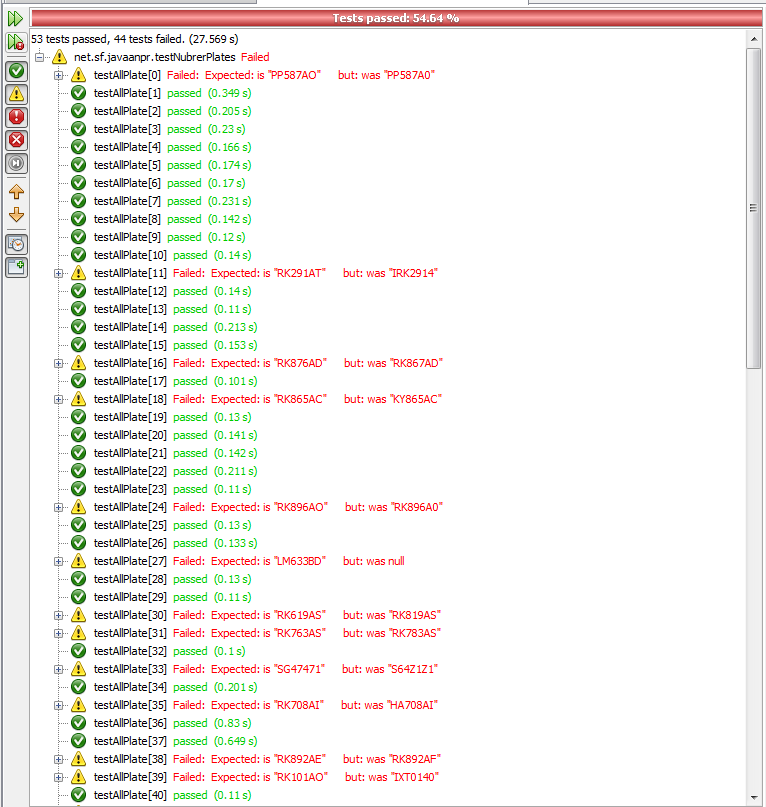 Tests passed: 54.64 %
53 tests passed, 44 tests failed. (27.569 s)
net.sf.javaanpr.testNubrerPlates Failed
testAllPlate[0] Failed: Expected: is "PP587AO" but: was "PP587A0"
testAllPlate[1] passed (0.349 s)
testAllPlate[2] passed (0.205 s)
testAllPlate[3] passed (0.23 s)
testAllPlate[4] passed (0.166 s)
testAllPlate[5] passed (0.174 s)
testAllPlate[6] passed (0.17 s)
testAllPlate[7] passed (0.231 s)
testAllPlate[8] passed (0.142 s)
testAllPlate[9] passed (0.12 s)
testAllPlate[10] passed (0.14 s)
testAllPlate[11] Failed: Expected: is "RK291AT" but: was "IRK2914"
testAllPlate[12] passed (0.14 s)
testAllPlate[13] passed (0.11 s)
testAllPlate[14] passed (0.213 s)
testAllPlate[15] passed (0.153 s)
testAllPlate[16] Failed: Expected: is "RK876AD" but: was "RK867AD"
testAllPlate[17] passed (0.101 s)
testAllPlate[18] Failed: Expected: is "RK865AC" but: was "KY865AC"
testAllPlate[19] passed (0.13 s)
testAllPlate[20] passed (0.141 s)
testAllPlate[21] passed (0.142 s)
testAllPlate[22] passed (0.211 s)
testAllPlate[23] passed (0.11 s)
testAllPlate[24] Failed: Expected: is "RK896AO" but: was "RK896A0"
testAllPlate[25] passed (0.13 s)
testAllPlate[26] passed (0.133 s)
testAllPlate[27] Failed: Expected: is "LM633BD" but: was null
testAllPlate[28] passed (0.13 s)
testAllPlate[29] passed (0.11 s)
testAllPlate[30] Failed: Expected: is "RK619AS" but: was "RK819AS"
testAllPlate[31] Failed: Expected: is "RK763AS" but: was "RK783AS"
testAllPlate[32] passed (0.1 s)
testAllPlate[33] Failed: Expected: is "SG47471" but: was "S64Z1Z1"
testAllPlate[34] passed (0.201 s)
testAllPlate[35] Failed: Expected: is "RK708AI" but: was "HA708AI"
testAllPlate[36] passed (0.83 s)
testAllPlate[37] passed (0.649 s)
testAllPlate[38] Failed: Expected: is "RK892AE" but: was "RK892AF"
testAllPlate[39] Failed: Expected: is "RK101AO" but: was "IXT0140"
testAllPlate[40] passed (0.11 s)